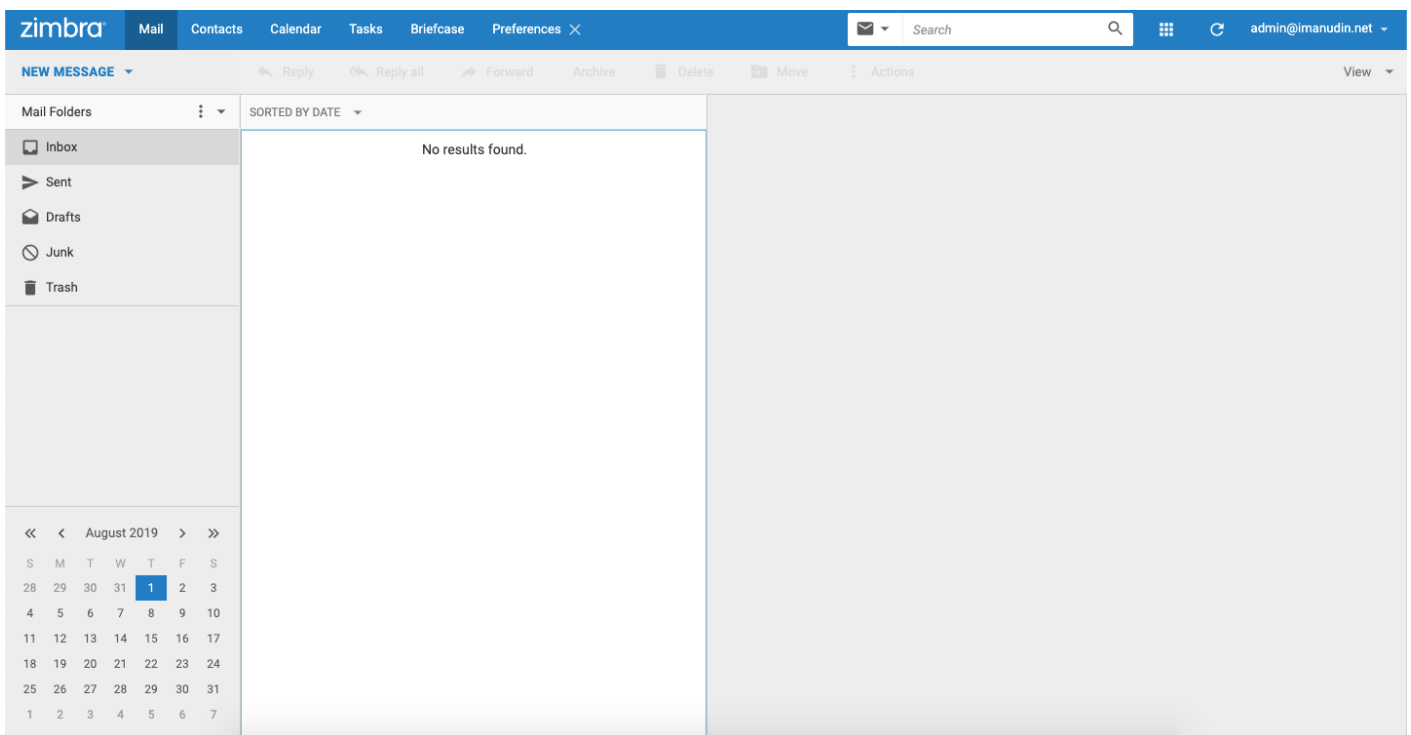 zimbra Mail Contacts Calendar Tasks Briefcase Preferences Search admin@imanudin.net
NEW MESSAGE Reply Reply all Forward Archive Delete Move Actions View
Mail Folders
SORTED BY DATE
Inbox
No results found.
Sent
Drafts
Junk
Trash
August 2019
S M T W T F S
28 29 30 31 1 2 3
4 5 6 7 8 9 10
11 12 13 14 15 16 17
18 19 20 21 22 23 24
25 26 27 28 29 30 31
1 2 3 4 5 6 7